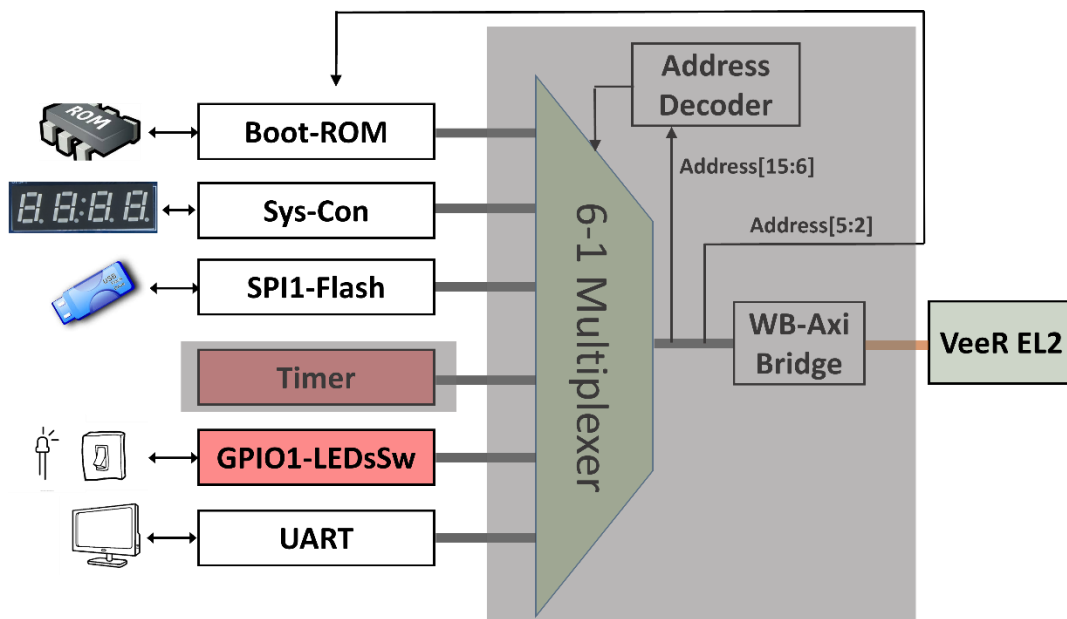 Address
Decoder
ROM
Boot-ROM
Address[15:6]
Sys-Con
Address[5:2]
6-1 Multiplexer
SPI1-Flash
WB-Axi
Bridge
VeeR EL2
Timer
GPIO1-LEDsSw
UART